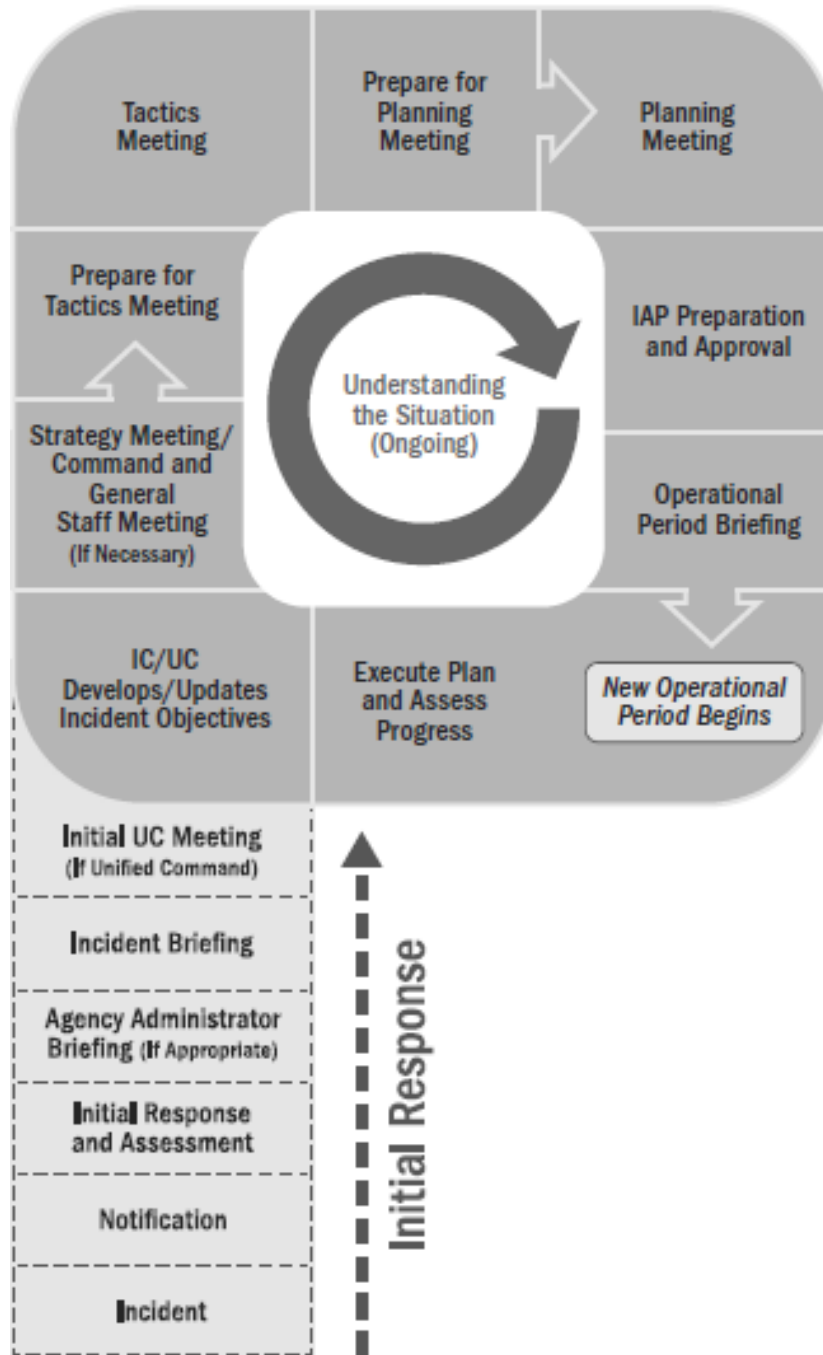 Tactics
Meeting
Prepare for
Planning
Meeting
Planning
Meeting
Prepare for
Tactics Meeting
Understanding
the Situation
(Ongoing)
IAP Preparation
and Approval
Strategy Meeting/
Command and
General
Staff Meeting
(If Necessary)
Operational
Period Briefing
IC/UC
Develops/Updates
Incident Objectives
Execute Plan
and Assess
Progress
New Operational
Period Begins
Initial UC Meeting
(If Unified Command)
Incident Briefing
Agency Administrator
Briefing (If Appropriate)
Initial Response
and Assessment
Notification
Incident
Initial Response